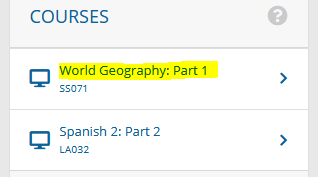 COURSES
?
World Geography: Part 1
SS071
Spanish 2: Part 2
LA032